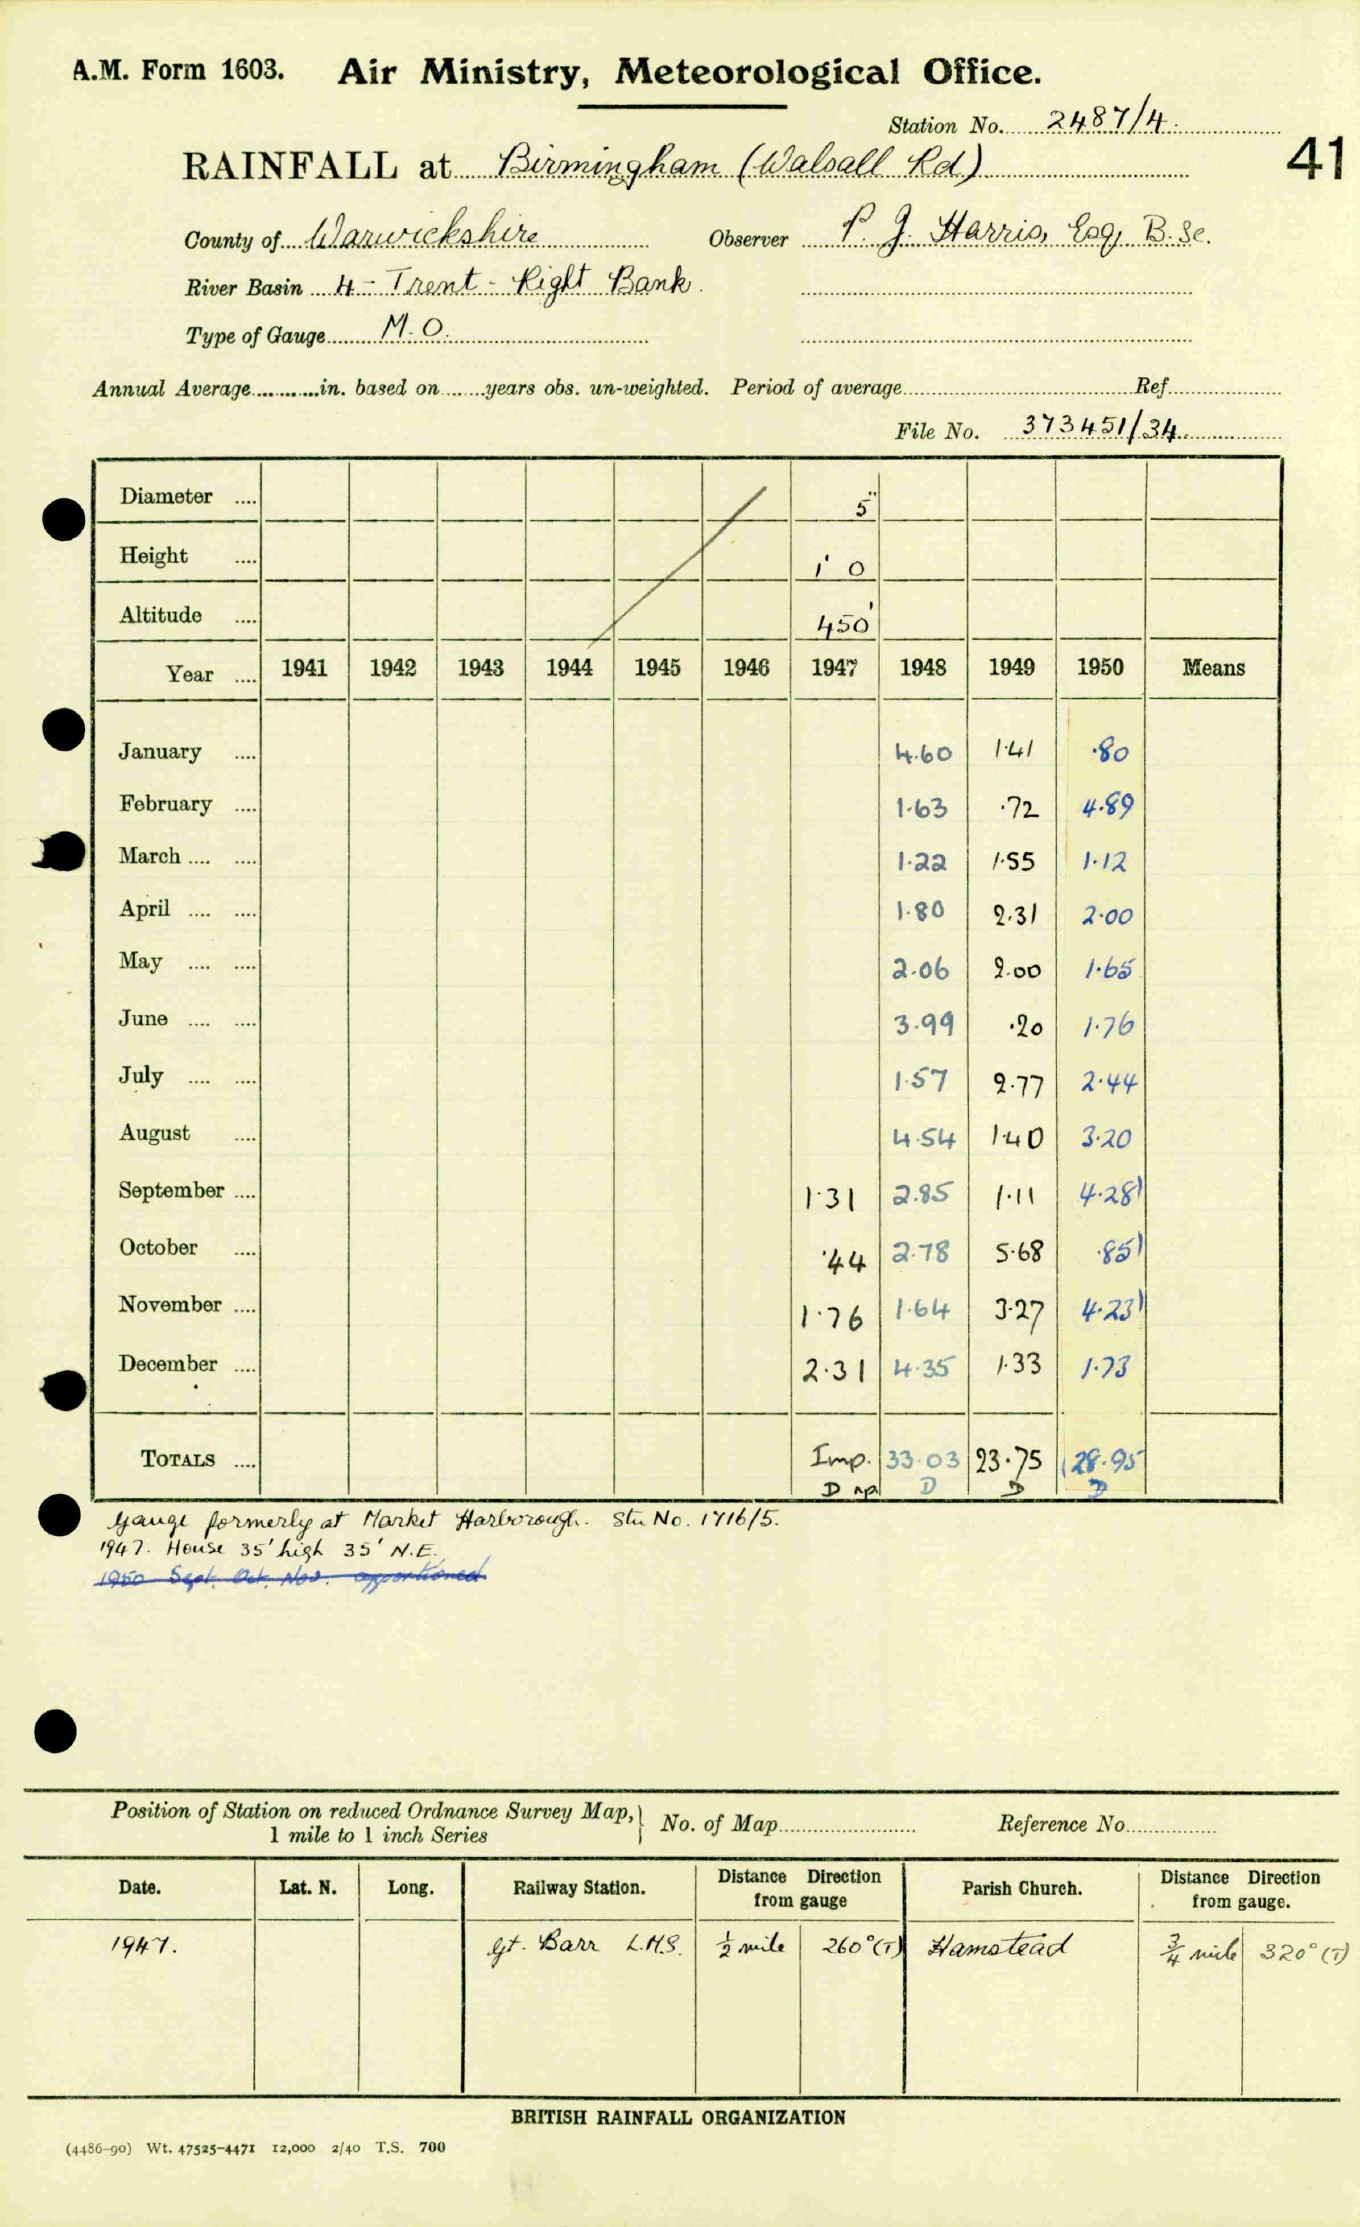 A.M. Form 1603. Air Ministry, Meteorological Office.
Station No. 2487/4.
41
RAINFALL at Birmingham (Walsall Rd)
County of Warwickshire Observer P. J. Harris, Esq, B.Sc.
River Basin 4 - Trent - Right Bank.
Type of Gauge M.O.
Annual Average in. based on years obs. un-weighted. Period of average Ref.
File No. 373451/34
Diameter .... 5"
Height .... 1' 0
Altitude .... 450'
Year .... 1941 1942 1943 1944 1945 1946 1947 1948 1949 1950 Means
January .... 4.60 1.41 .80
February .... 1.63 .72 4.89
March .... .... 1.22 1.55 1.12
April .... .... 1.80 2.31 2.00
May .... .... 2.06 2.00 1.65
June .... .... 3.99 .20 1.76
July .... .... 1.57 2.77 2.44
August .... 4.54 1.40 3.20
September .... 1.31 2.85 1.11 4.28)
October .... .44 2.78 5.68 .85)
November .... 1.76 1.64 3.27 4.23)
December .... 2.31 4.35 1.33 1.73
TOTALS .... Imp. 33.03 23.75 (28.95
D np. D D D
Gauge formerly at Market Harborough. Stn No. 1716/5.
1947. House 35' high 35' N.E.
1950 Sept. Oct. Nov. apportioned
Position of Station on reduced Ordnance Survey Map, } No. of Map Reference No.
1 mile to 1 inch Series
Date. Lat. N. Long. Railway Station. Distance Direction from gauge Parish Church. Distance Direction from gauge.
1947. Gt. Barr L.M.S. ½ mile 260° (T) Hamstead ¾ mile 320° (T)
BRITISH RAINFALL ORGANIZATION
(4486-90) Wt. 47525-4471 12,000 2/40 T.S. 700